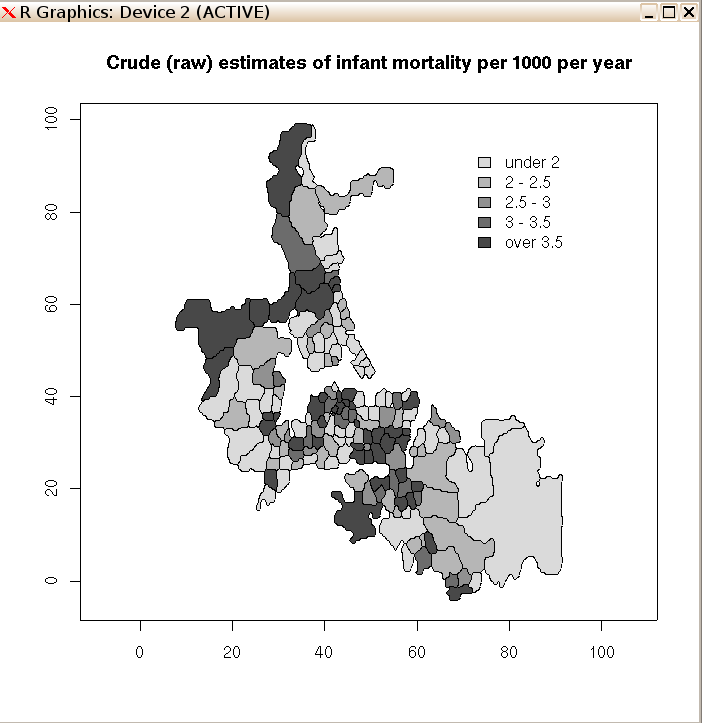 R Graphics: Device 2 (ACTIVE)
Crude (raw) estimates of infant mortality per 1000 per year
under 2
2 - 2.5
2.5 - 3
3 - 3.5
over 3.5
100
80
60
40
20
0
0 20 40 60 80 100